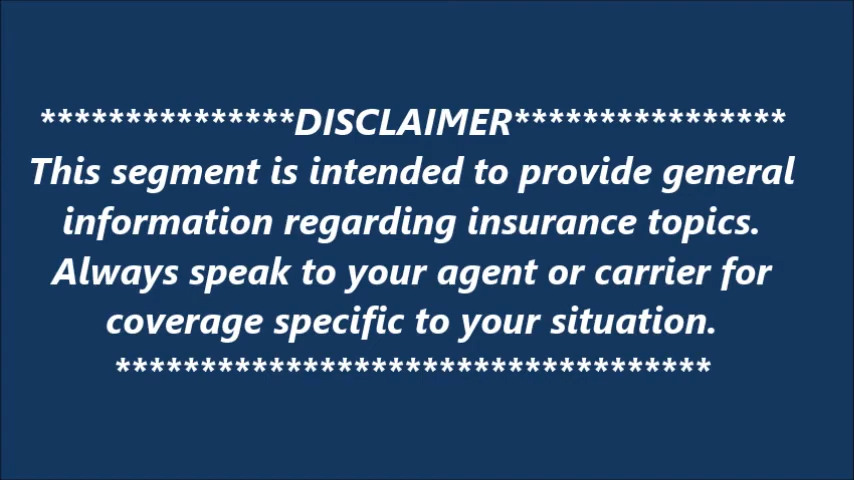 ***************DISCLAIMER****************
This segment is intended to provide general
information regarding insurance topics.
Always speak to your agent or carrier for
coverage specific to your situation.
***********************************